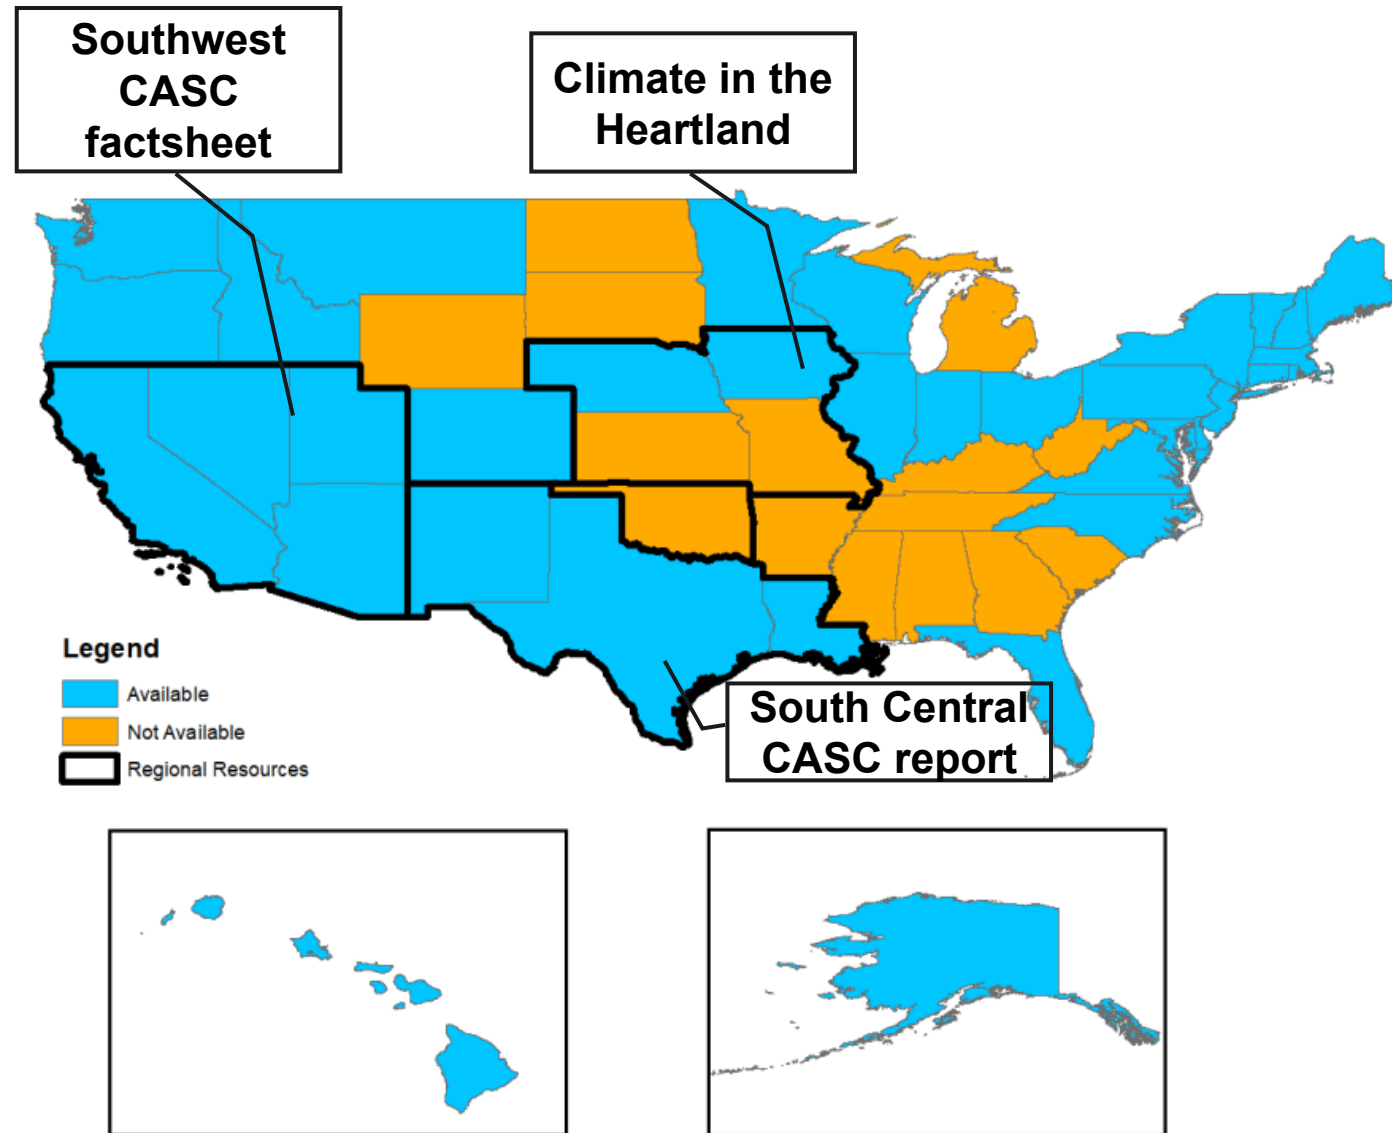 Southwest
CASC
factsheet
Climate in the
Heartland
Legend
Available
Not Available
Regional Resources
South Central
CASC report